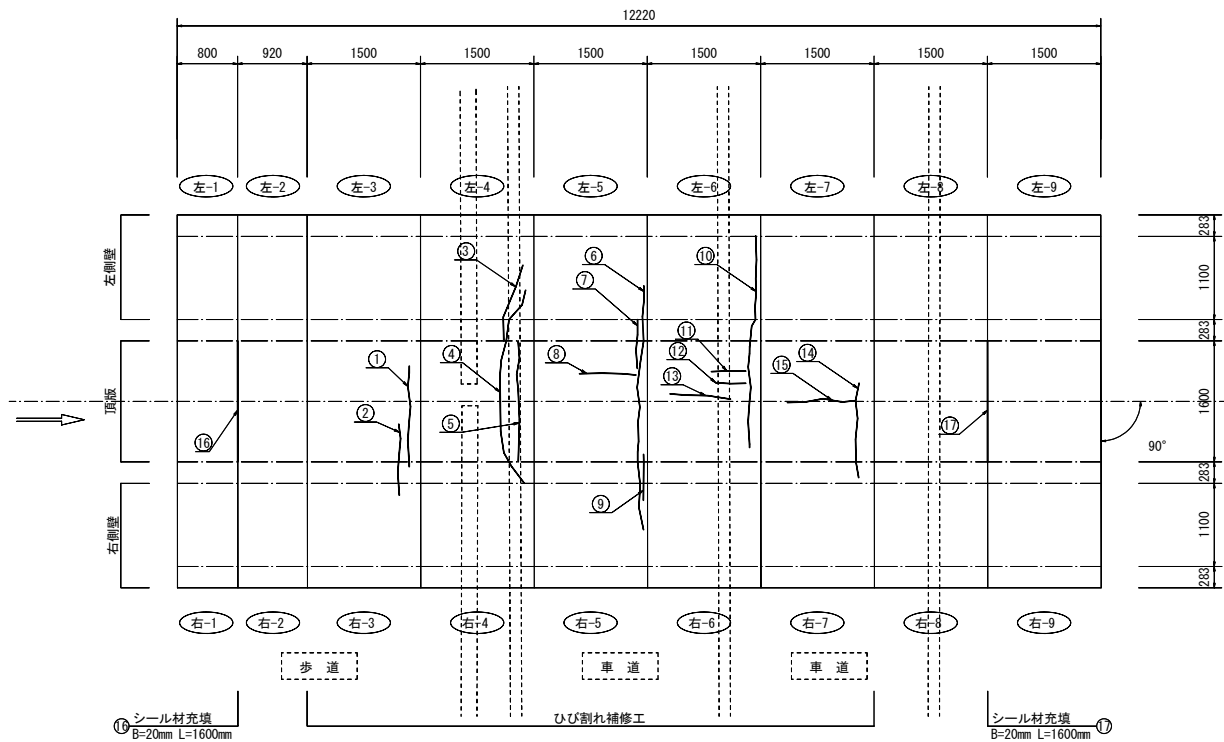 12220
800 920 1500 1500 1500 1500 1500 1500 1500
左-1 左-2 左-3 左-4 左-5 左-6 左-7 左-8 左-9
左側壁
頂版
右側壁
③
⑥
⑦
⑩
①
④
⑧
⑪
⑫
⑬
⑭
⑮
②
⑤
⑯
⑰
⑨
283
1100
283
1600
283
1100
283
90°
右-1 右-2 右-3 右-4 右-5 右-6 右-7 右-8 右-9
歩 道 車 道 車 道
⑯ シール材充填
B=20mm L=1600mm
ひび割れ補修工
シール材充填 ⑰
B=20mm L=1600mm